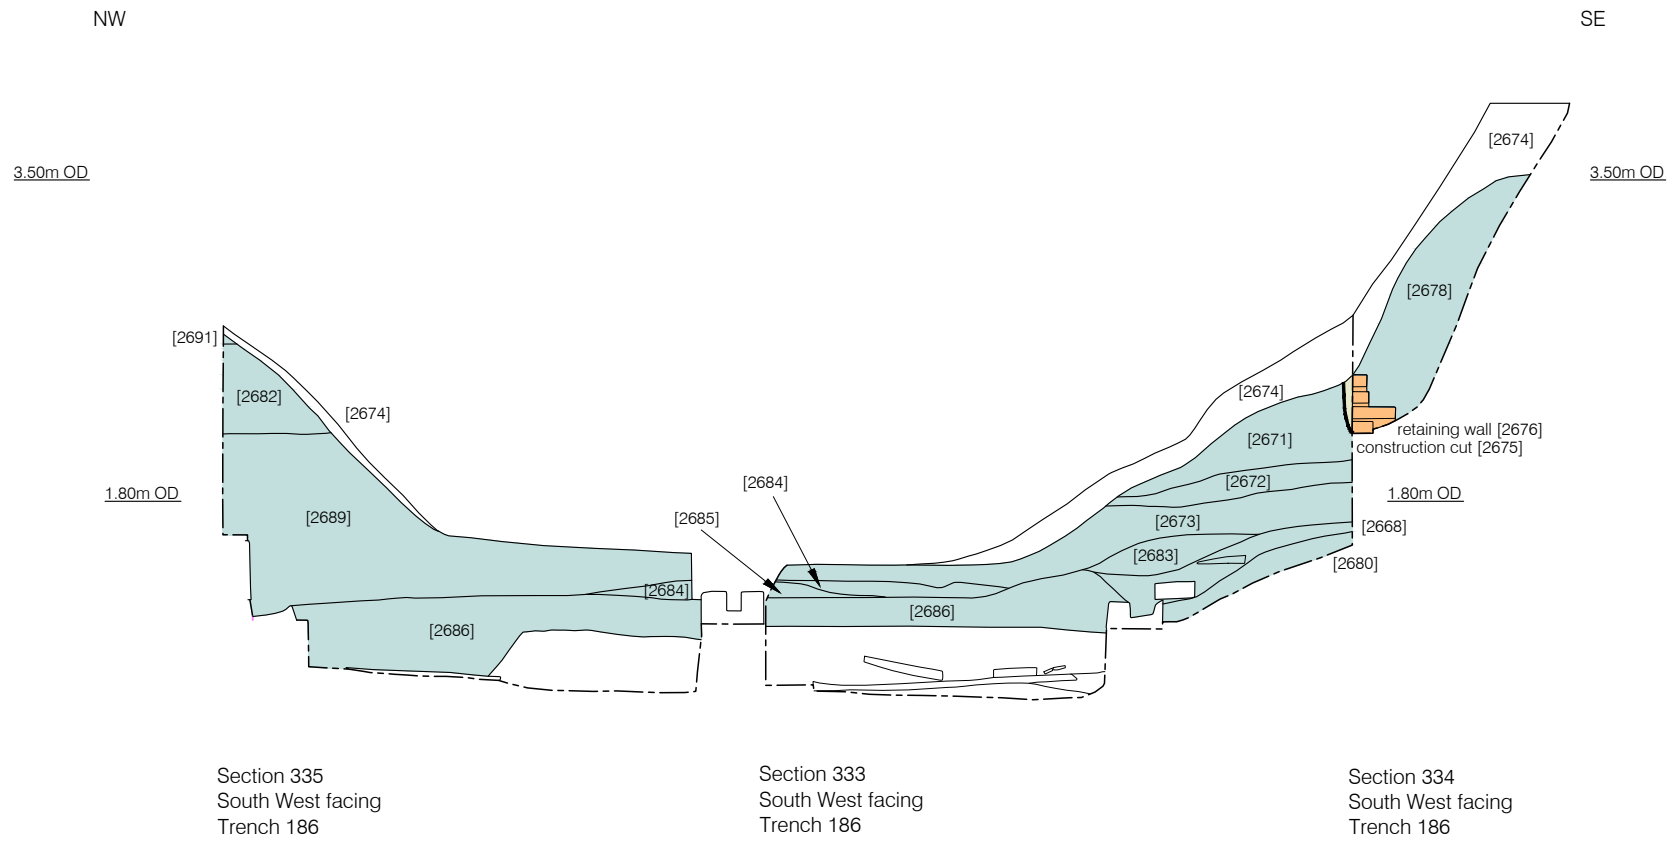 NW
SE
[2674]
3.50m OD
3.50m OD
[2678]
[2691]
[2682]
[2674]
[2674]
retaining wall [2676]
construction cut [2675]
[2671]
[2684]
[2672]
1.80m OD
1.80m OD
[2689]
[2685]
[2673]
[2668]
[2683]
[2680]
[2684]
[2686]
[2686]
Section 335
South West facing
Trench 186
Section 333
South West facing
Trench 186
Section 334
South West facing
Trench 186